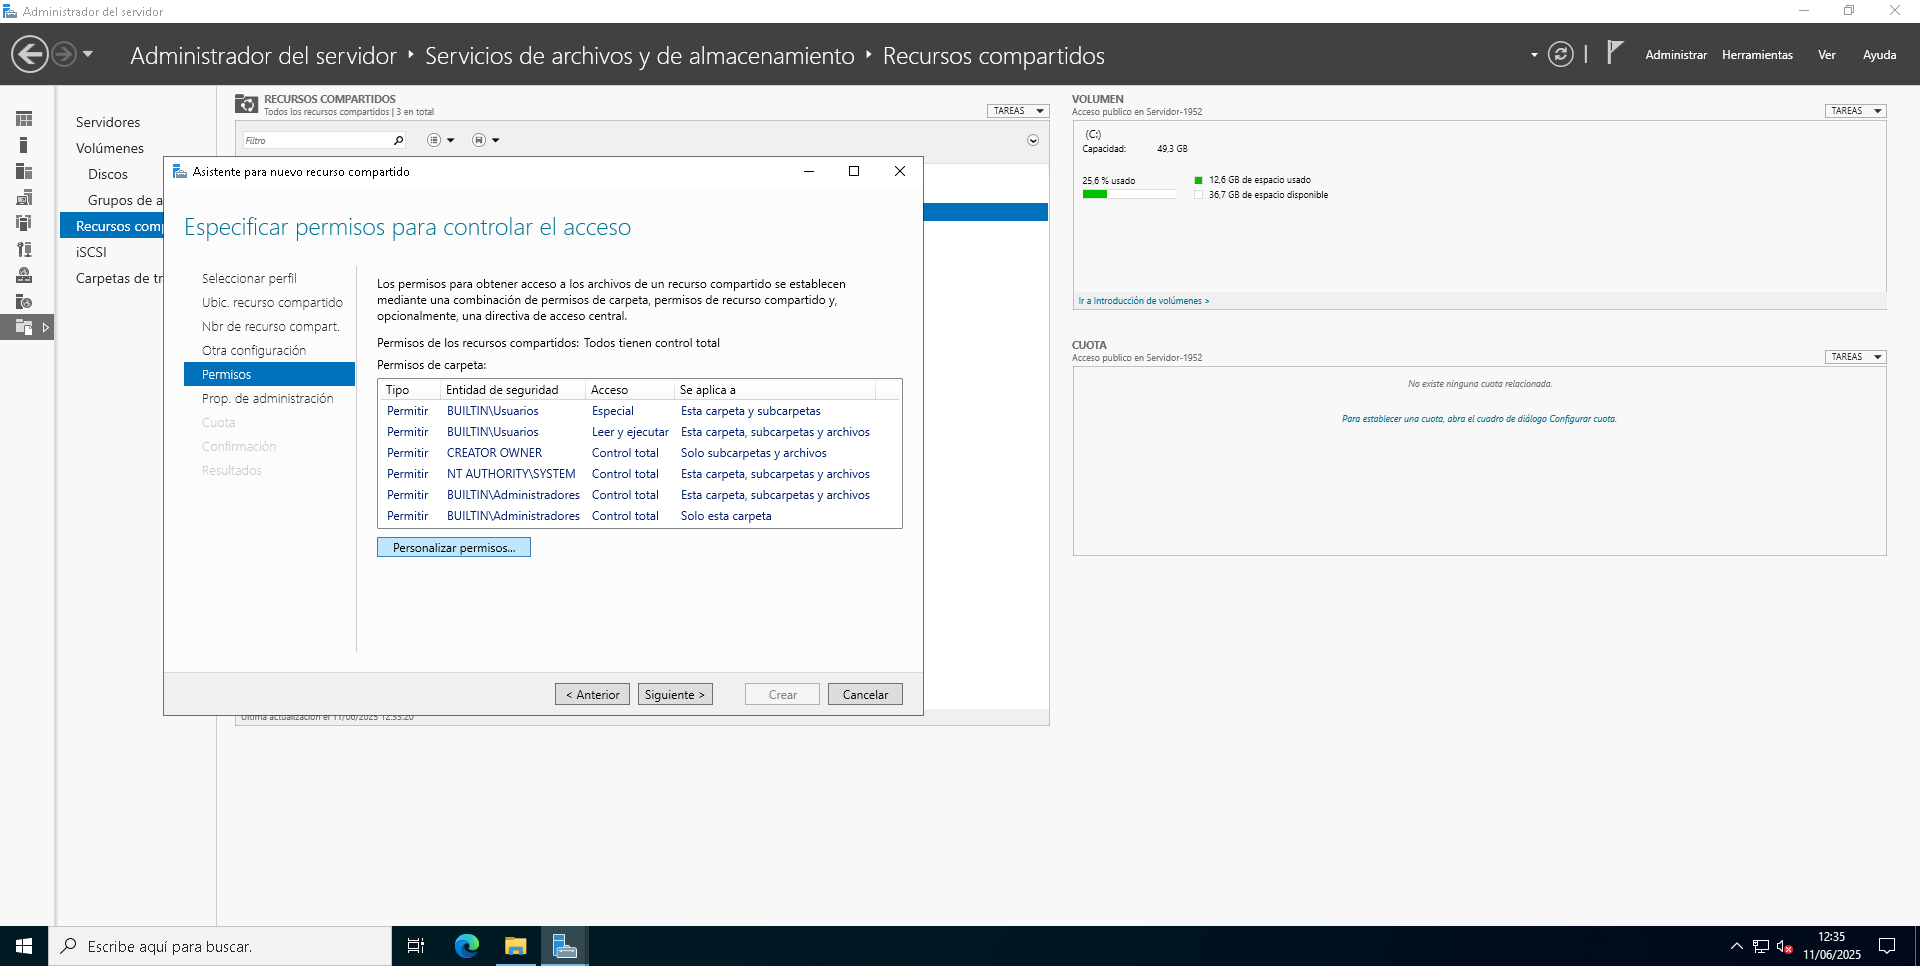 Administrador del servidor
Administrador del servidor ‣ Servicios de archivos y de almacenamiento ‣ Recursos compartidos
Administrar
Herramientas
Ver
Ayuda
Servidores
Volúmenes
Discos
Grupos de a
Recursos com
iSCSI
Carpetas de tr
RECURSOS COMPARTIDOS
Todos los recursos compartidos | 3 en total
TAREAS
Filtro
Asistente para nuevo recurso compartido
Especificar permisos para controlar el acceso
Seleccionar perfil
Ubic. recurso compartido
Nbr de recurso compart.
Otra configuración
Permisos
Prop. de administración
Cuota
Confirmación
Resultados
Los permisos para obtener acceso a los archivos de un recurso compartido se establecen
mediante una combinación de permisos de carpeta, permisos de recurso compartido y,
opcionalmente, una directiva de acceso central.
Permisos de los recursos compartidos: Todos tienen control total
Permisos de carpeta:
Tipo Entidad de seguridad Acceso Se aplica a
Permitir BUILTIN\Usuarios Especial Esta carpeta y subcarpetas
Permitir BUILTIN\Usuarios Leer y ejecutar Esta carpeta, subcarpetas y archivos
Permitir CREATOR OWNER Control total Solo subcarpetas y archivos
Permitir NT AUTHORITY\SYSTEM Control total Esta carpeta, subcarpetas y archivos
Permitir BUILTIN\Administradores Control total Esta carpeta, subcarpetas y archivos
Permitir BUILTIN\Administradores Control total Solo esta carpeta
Personalizar permisos...
< Anterior
Siguiente >
Crear
Cancelar
Última actualización el 11/06/2025 12:33:20
VOLUMEN
Acceso publico en Servidor-1952
TAREAS
(C:)
Capacidad: 49,3 GB
25,6 % usado
12,6 GB de espacio usado
36,7 GB de espacio disponible
Ir a Introducción de volúmenes >
CUOTA
Acceso publico en Servidor-1952
TAREAS
No existe ninguna cuota relacionada.
Para establecer una cuota, abra el cuadro de diálogo Configurar cuota.
Escribe aquí para buscar.
12:35
11/06/2025